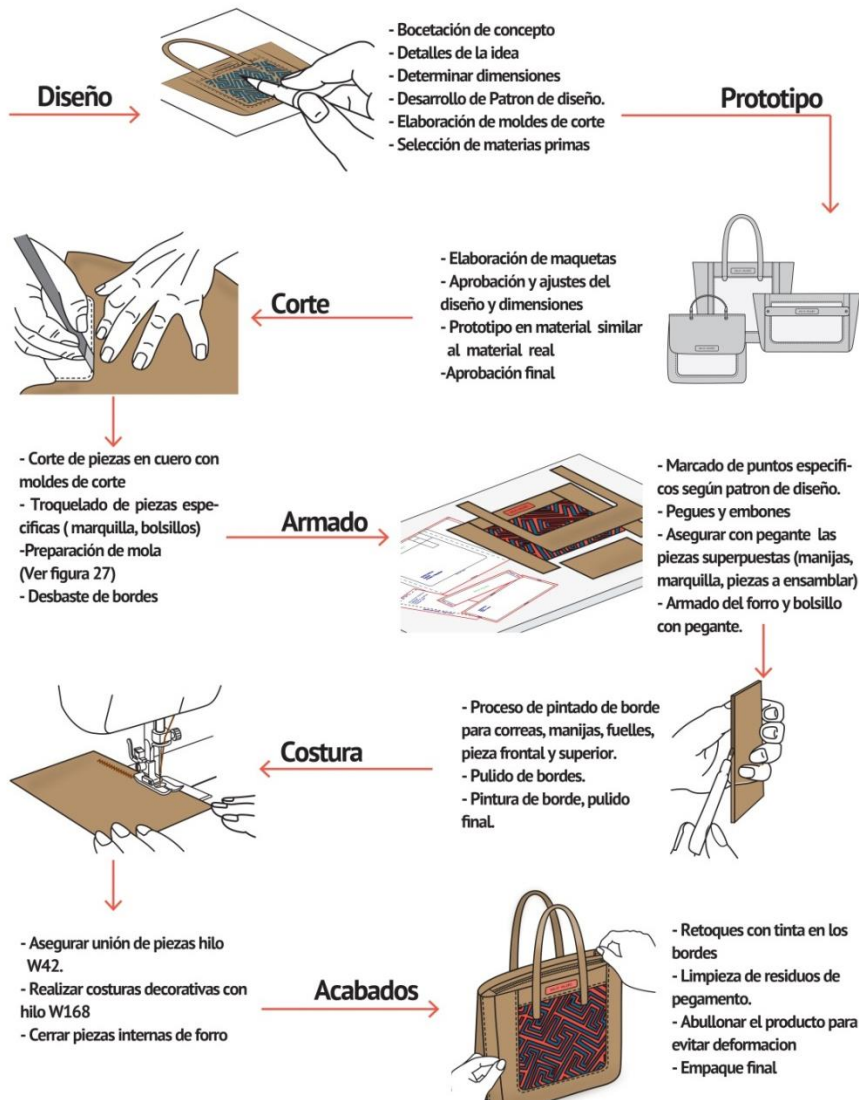 Diseño
- Bocetación de concepto
- Detalles de la idea
- Determinar dimensiones
- Desarrollo de Patron de diseño.
- Elaboración de moldes de corte
- Selección de materias primas
Prototipo
- Elaboración de maquetas
- Aprobación y ajustes del
diseño y dimensiones
- Prototipo en material similar
al material real
-Aprobación final
Corte
- Corte de piezas en cuero con
moldes de corte
- Troquelado de piezas espe-
cificas ( marquilla, bolsillos)
-Preparación de mola
(Ver figura 27)
- Desbaste de bordes
Armado
- Marcado de puntos especifi-
cos según patron de diseño.
- Pegues y embones
- Asegurar con pegante las
piezas superpuestas (manijas,
marquilla, piezas a ensamblar)
- Armado del forro y bolsillo
con pegante.
- Proceso de pintado de borde
para correas, manijas, fuelles,
pieza frontal y superior.
- Pulido de bordes.
- Pintura de borde, pulido
final.
Costura
- Asegurar unión de piezas hilo
W42.
- Realizar costuras decorativas con
hilo W168
- Cerrar piezas internas de forro
Acabados
- Retoques con tinta en los
bordes
- Limpieza de residuos de
pegamento.
- Abullonar el producto para
evitar deformacion
- Empaque final